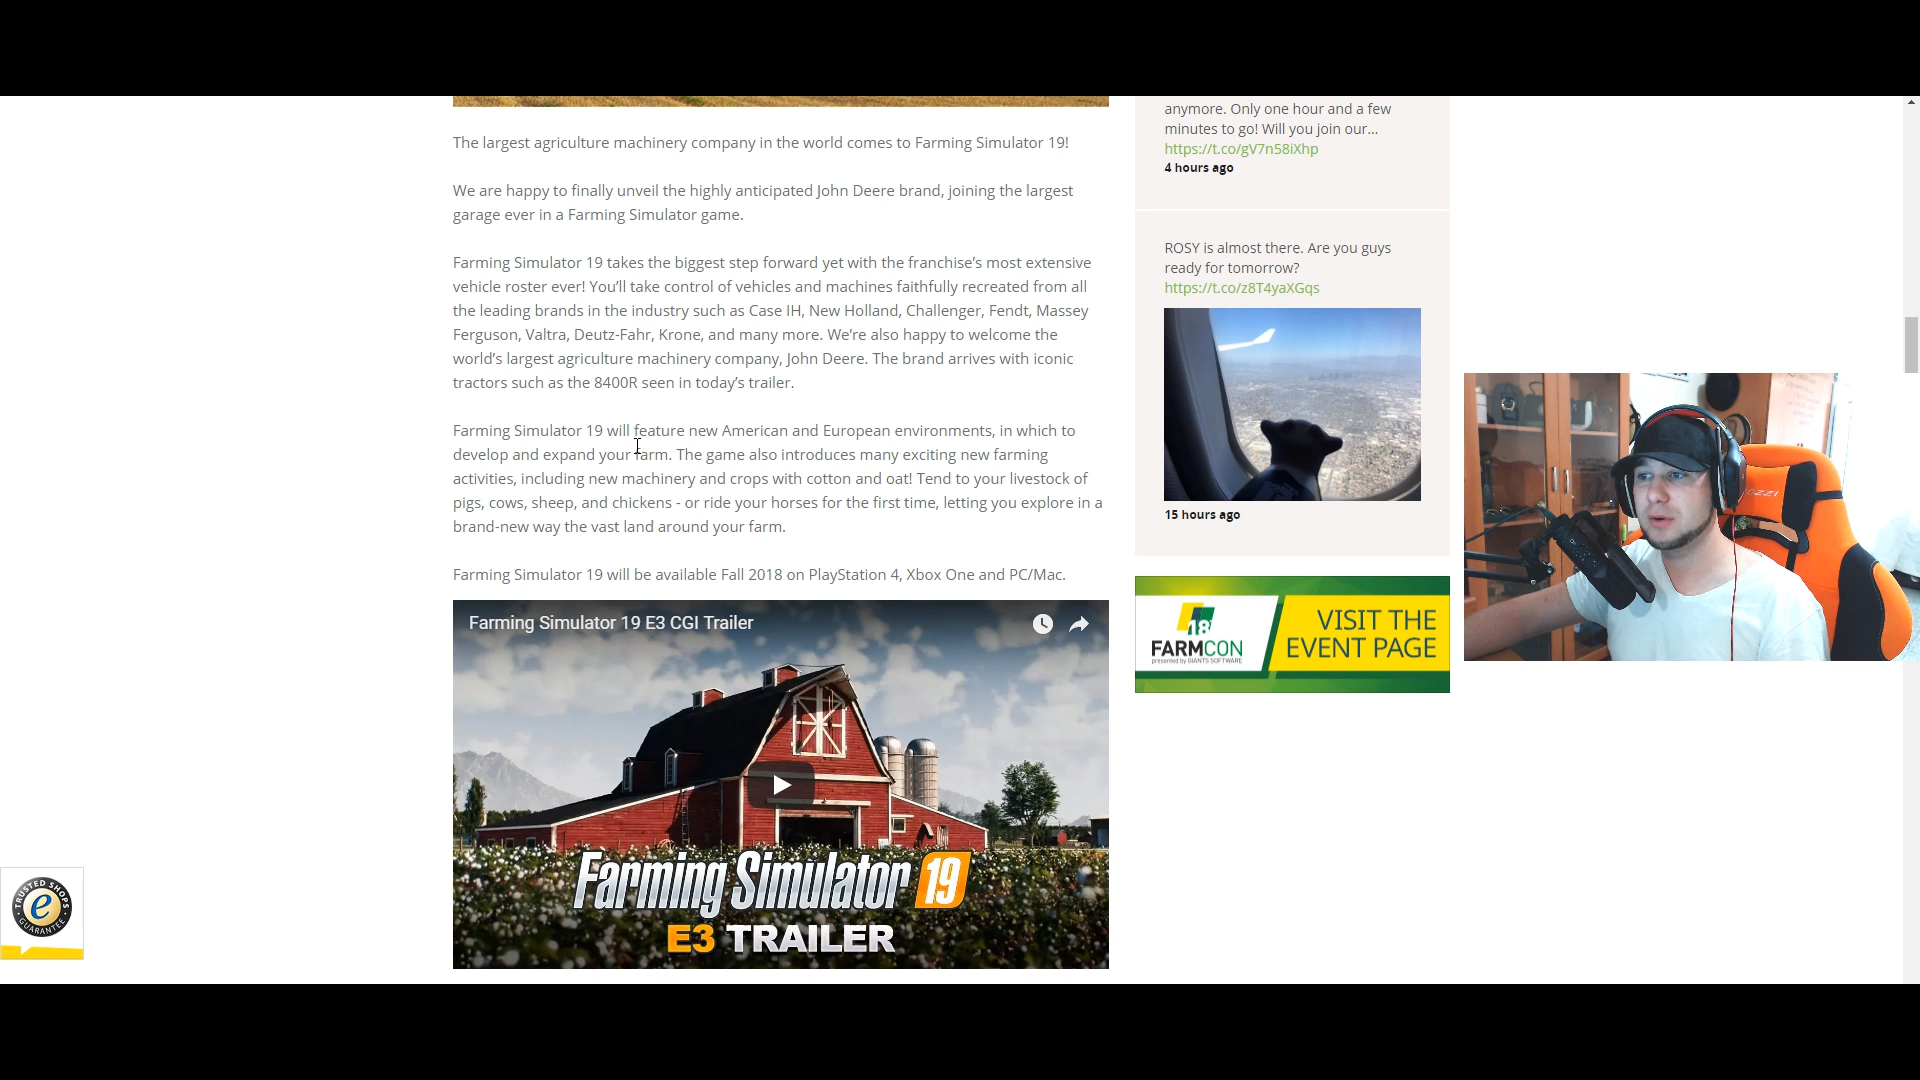 The largest agriculture machinery company in the world comes to Farming Simulator 19!
We are happy to finally unveil the highly anticipated John Deere brand, joining the largest
garage ever in a Farming Simulator game.
Farming Simulator 19 takes the biggest step forward yet with the franchise’s most extensive
vehicle roster ever! You’ll take control of vehicles and machines faithfully recreated from all
the leading brands in the industry such as Case IH, New Holland, Challenger, Fendt, Massey
Ferguson, Valtra, Deutz-Fahr, Krone, and many more. We’re also happy to welcome the
world’s largest agriculture machinery company, John Deere. The brand arrives with iconic
tractors such as the 8400R seen in today’s trailer.
Farming Simulator 19 will feature new American and European environments, in which to
develop and expand your farm. The game also introduces many exciting new farming
activities, including new machinery and crops with cotton and oat! Tend to your livestock of
pigs, cows, sheep, and chickens - or ride your horses for the first time, letting you explore in a
brand-new way the vast land around your farm.
Farming Simulator 19 will be available Fall 2018 on PlayStation 4, Xbox One and PC/Mac.
Farming Simulator 19 E3 CGI Trailer
Farming Simulator 19
E3 TRAILER
anymore. Only one hour and a few
minutes to go! Will you join our...
https://t.co/gV7n58iXhp
4 hours ago
ROSY is almost there. Are you guys
ready for tomorrow?
https://t.co/z8T4yaXGqs
15 hours ago
18
FARMCON
presented by GIANTS SOFTWARE
VISIT THE
EVENT PAGE
TRUSTED SHOPS
e
GUARANTEE